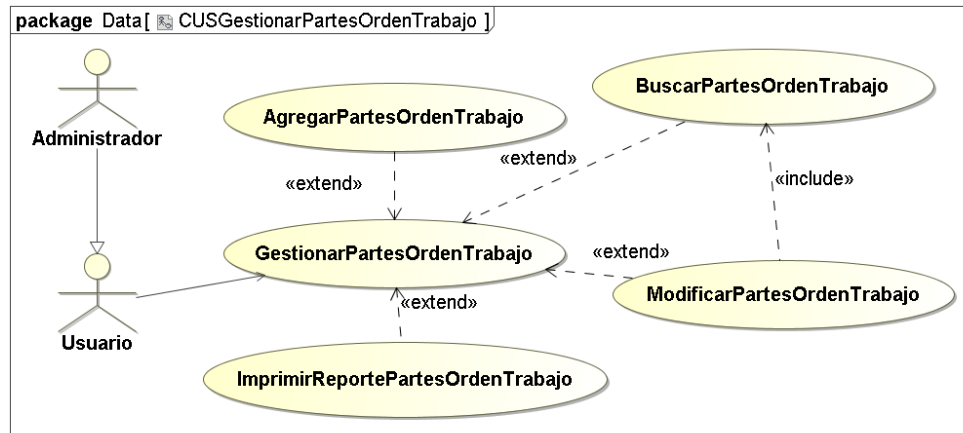 package Data[ CUSGestionarPartesOrdenTrabajo ]
Administrador
AgregarPartesOrdenTrabajo
BuscarPartesOrdenTrabajo
«extend»
«extend»
«include»
GestionarPartesOrdenTrabajo
«extend»
ModificarPartesOrdenTrabajo
«extend»
Usuario
ImprimirReportePartesOrdenTrabajo